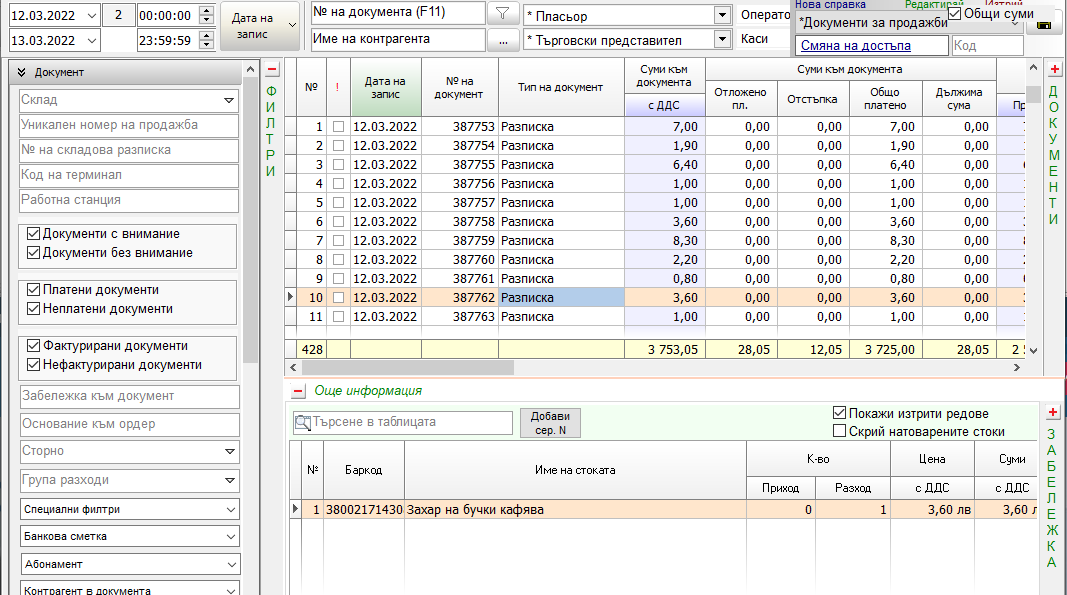 12.03.2022 2 00:00:00 Дата на запис № на документа (F11) * Пласьор Операто Нова справка Редактирай Изтрий
Общи суми
*Документи за продажби
13.03.2022 23:59:59 Име на контрагента ... * Търговски представител Каси Смяна на достъпа Код
Документ
Склад
Уникален номер на продажба
№ на складова разписка
Код на терминал
Работна станция
Документи с внимание
Документи без внимание
Платени документи
Неплатени документи
Фактурирани документи
Нефактурирани документи
Забележка към документ
Основание към ордер
Сторно
Група разходи
Специални филтри
Банкова сметка
Абонамент
Контрагент в документа
ФИЛТРИ
№ ! Дата на запис № на документ Тип на документ Суми към документа Суми към документа
с ДДС Отложено пл. Отстъпка Общо платено Дължима сума Пр
1 12.03.2022 387753 Разписка 7,00 0,00 0,00 7,00 0,00
2 12.03.2022 387754 Разписка 1,90 0,00 0,00 1,90 0,00
3 12.03.2022 387755 Разписка 6,40 0,00 0,00 6,40 0,00
4 12.03.2022 387756 Разписка 1,00 0,00 0,00 1,00 0,00
5 12.03.2022 387757 Разписка 1,00 0,00 0,00 1,00 0,00
6 12.03.2022 387758 Разписка 3,60 0,00 0,00 3,60 0,00
7 12.03.2022 387759 Разписка 8,30 0,00 0,00 8,30 0,00
8 12.03.2022 387760 Разписка 2,20 0,00 0,00 2,20 0,00
9 12.03.2022 387761 Разписка 0,80 0,00 0,00 0,80 0,00
10 12.03.2022 387762 Разписка 3,60 0,00 0,00 3,60 0,00
11 12.03.2022 387763 Разписка 1,00 0,00 0,00 1,00 0,00
428 3 753,05 28,05 12,05 3 725,00 28,05 2
ДОКУМЕНТИ
Още информация
Търсене в таблицата Добави сер. N Покажи изтрити редове
Скрий натоварените стоки
№ Баркод Име на стоката К-во Цена Суми
Приход Разход с ДДС с ДДС
1 38002171430 Захар на бучки кафява 0 1 3,60 лв 3,60 л
ЗАБЕЛЕЖКА